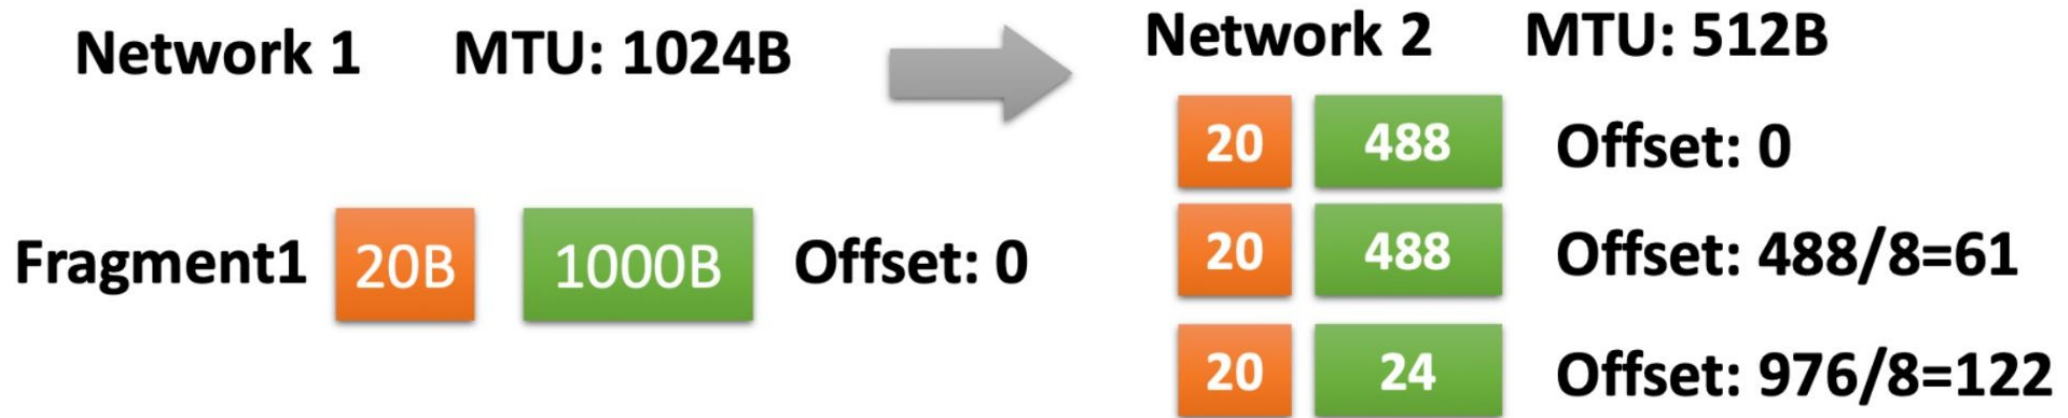 Network 1 MTU: 1024B
Fragment1 20B 1000B Offset: 0
Network 2 MTU: 512B
20 488 Offset: 0
20 488 Offset: 488/8=61
20 24 Offset: 976/8=122